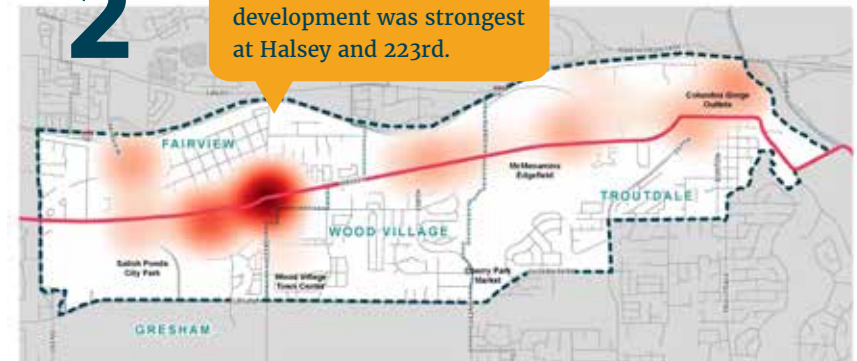 2
development was strongest
at Halsey and 223rd.
Columbia Gorge
Outlets
FAIRVIEW
McMenamins
Edgefield
TROUTDALE
WOOD VILLAGE
Salish Ponds
City Park
Wood Village
Town Center
Cherry Park
Market
GRESHAM